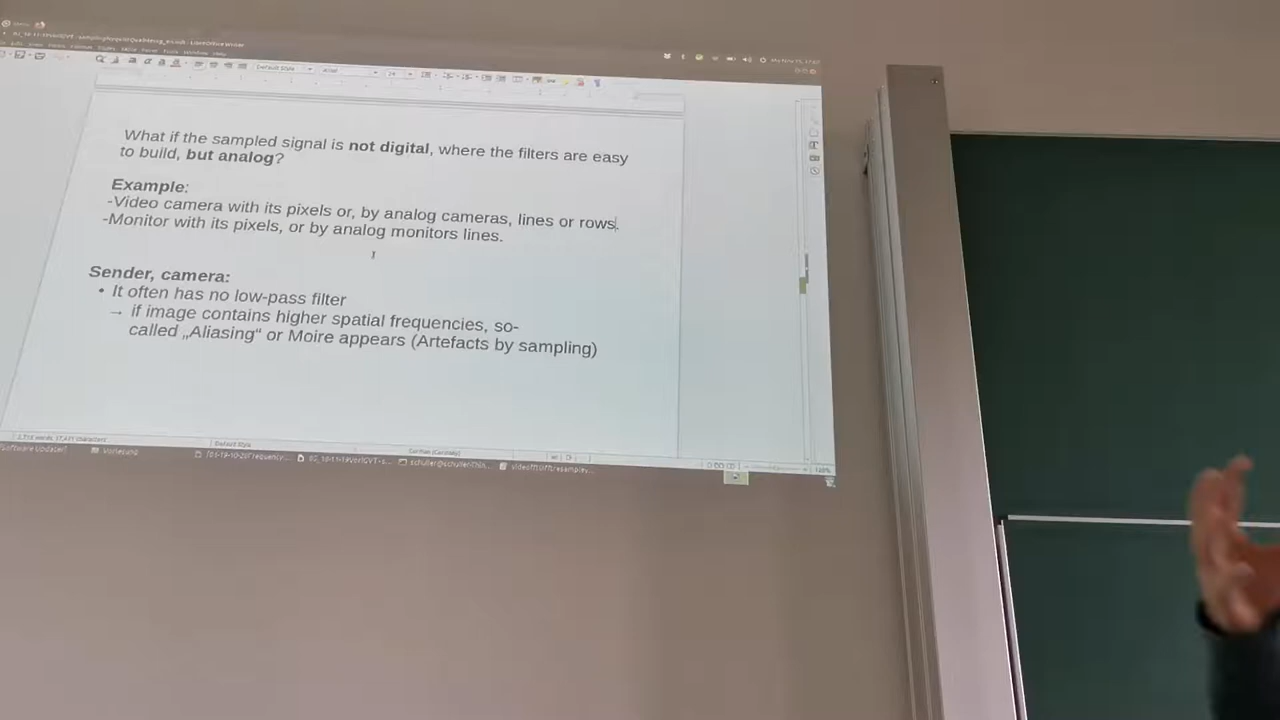 What if the sampled signal is not digital, where the filters are easy
to build, but analog?
Example:
-Video camera with its pixels or, by analog cameras, lines or rows.
-Monitor with its pixels, or by analog monitors lines.
Sender, camera:
• It often has no low-pass filter
→ if image contains higher spatial frequencies, so-
called „Aliasing“ or Moire appears (Artefacts by sampling)
Default Style